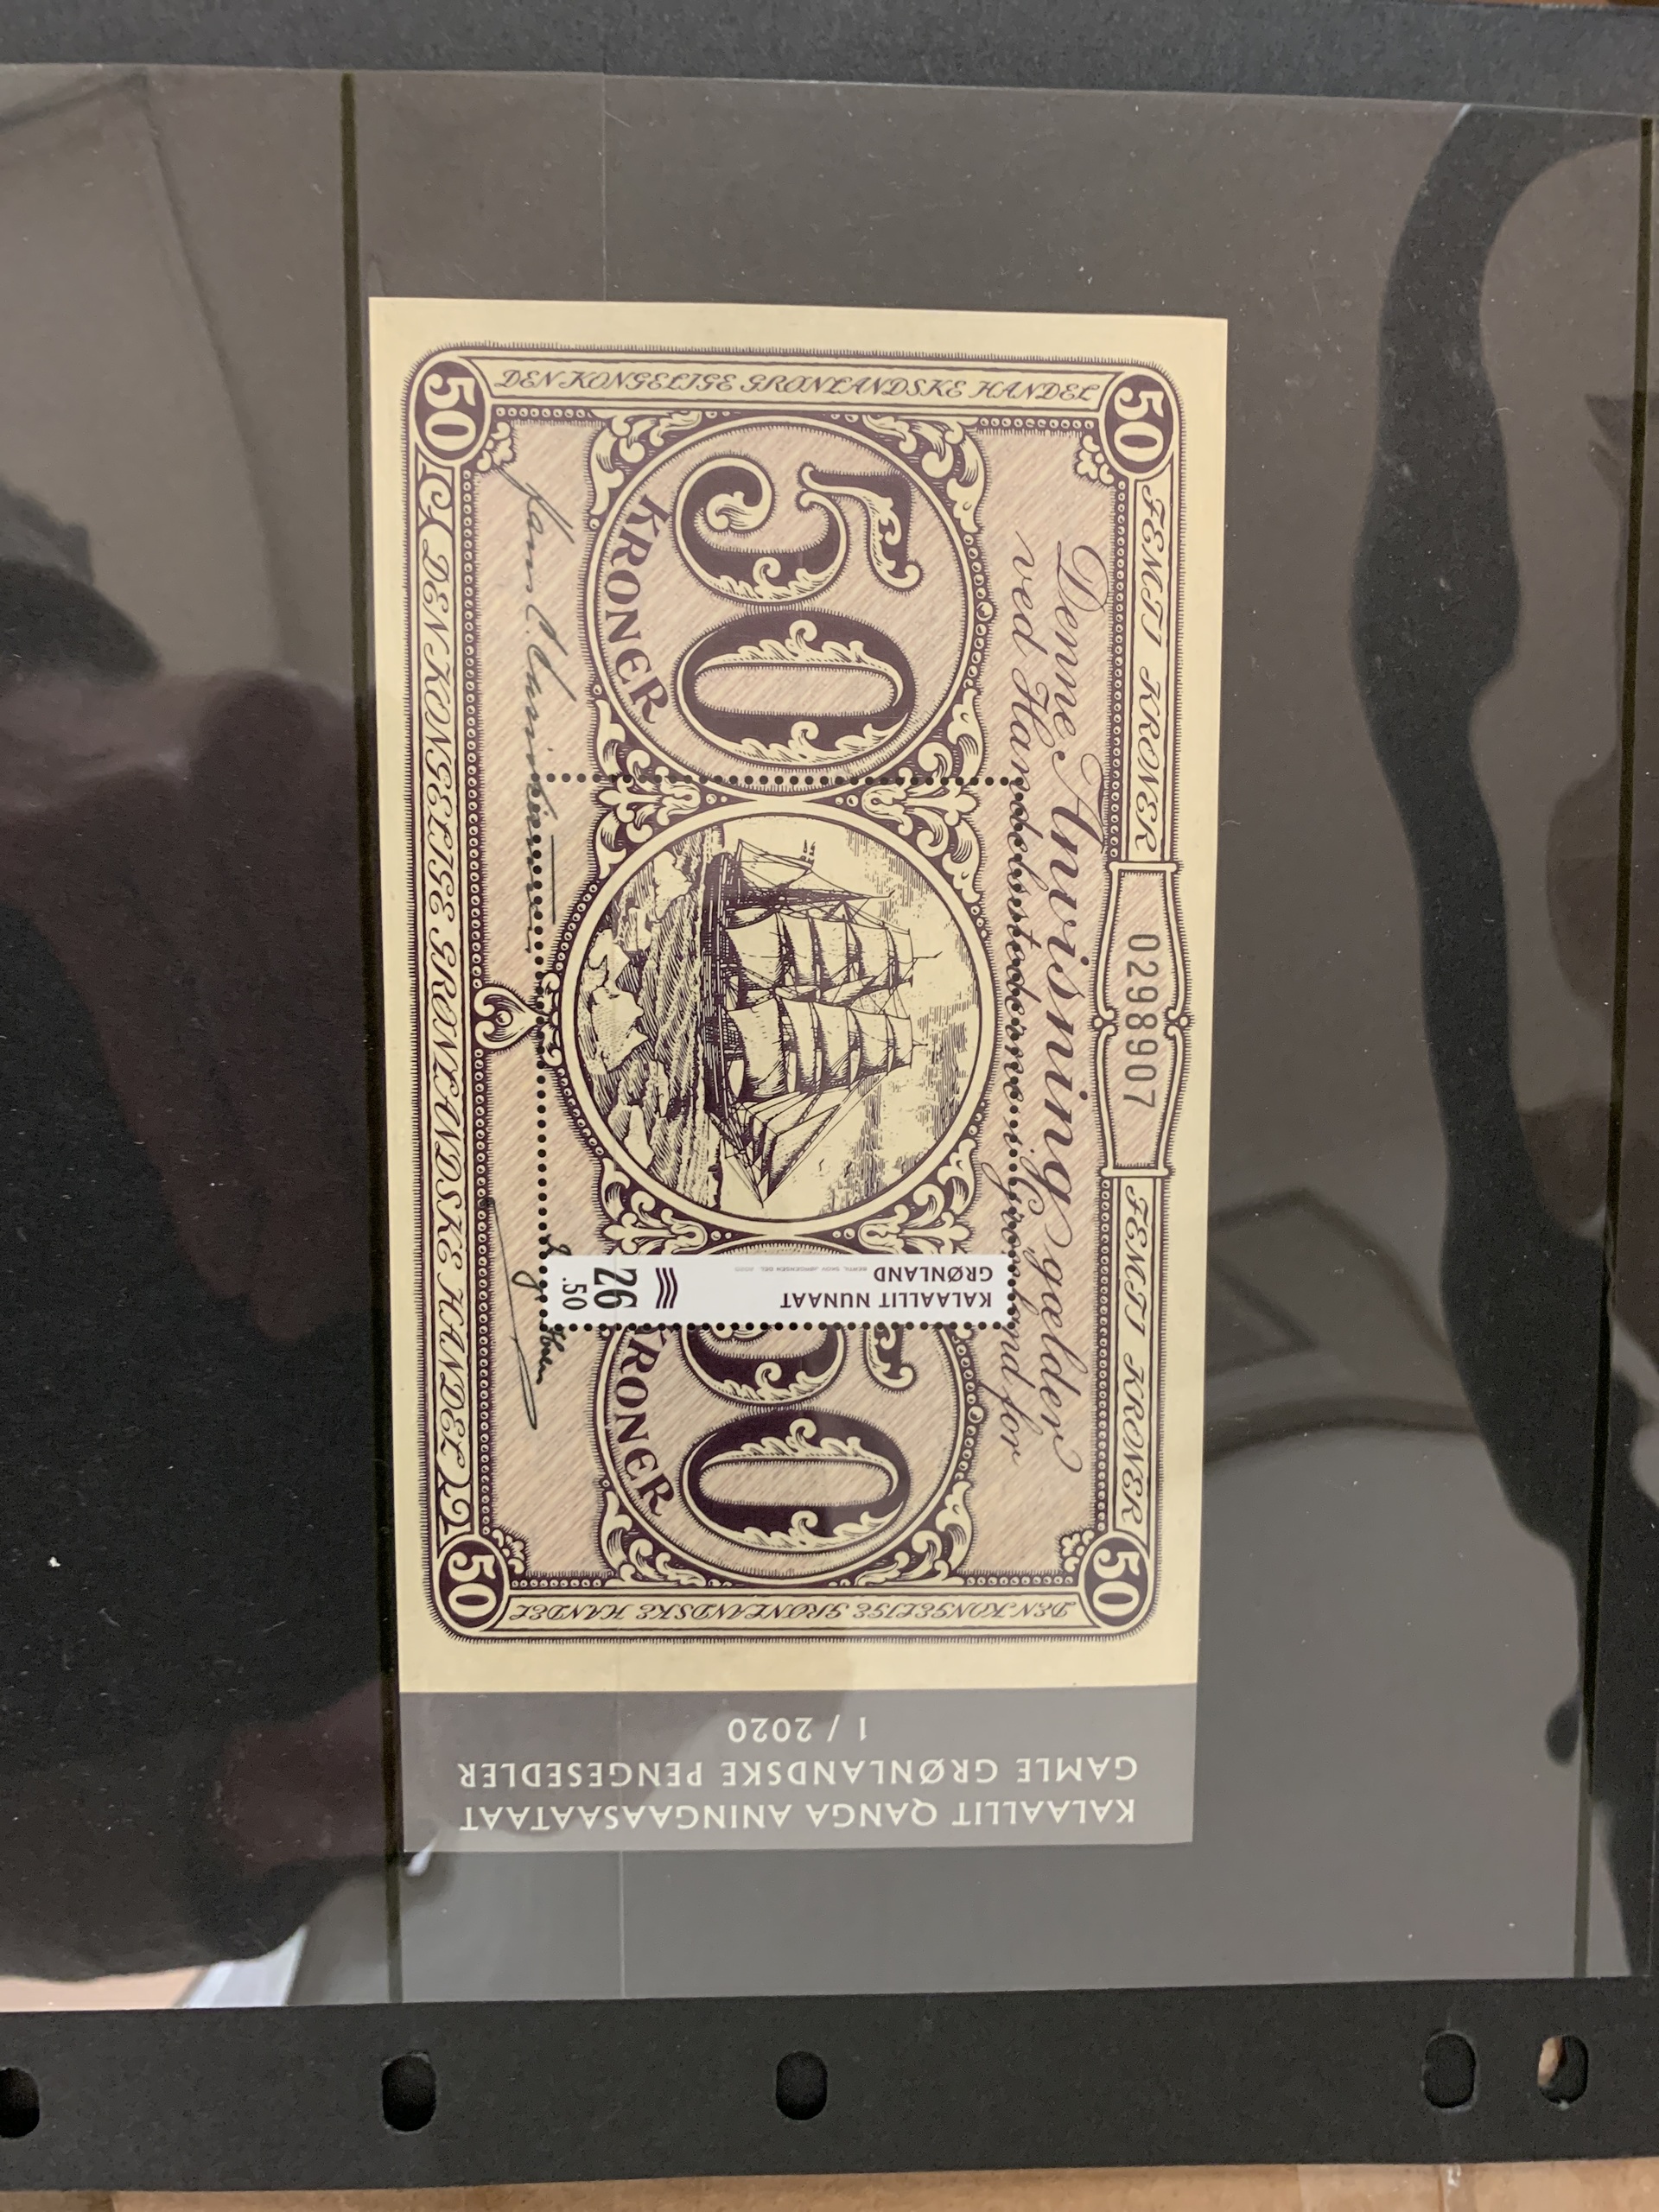 50 FEMTI KRONER 0298907 FEMTI KRONER 50
Denne Anvisning gælder
ved Handelsstederne i Grønland for
DEN KONGELIGE GRØNLANDSKE HANDEL
50
KRONER
50
KRONER
DEN KONGELIGE GRØNLANDSKE HANDEL
50 DEN KONGELIGE GRØNLANDSKE HANDEL 50
KALAALLIT NUNAAT
GRØNLAND
26
.50
KALAALLIT QANGA ANINGAASAATAAT
GAMLE GRØNLANDSKE PENGESEDLER
1 / 2020